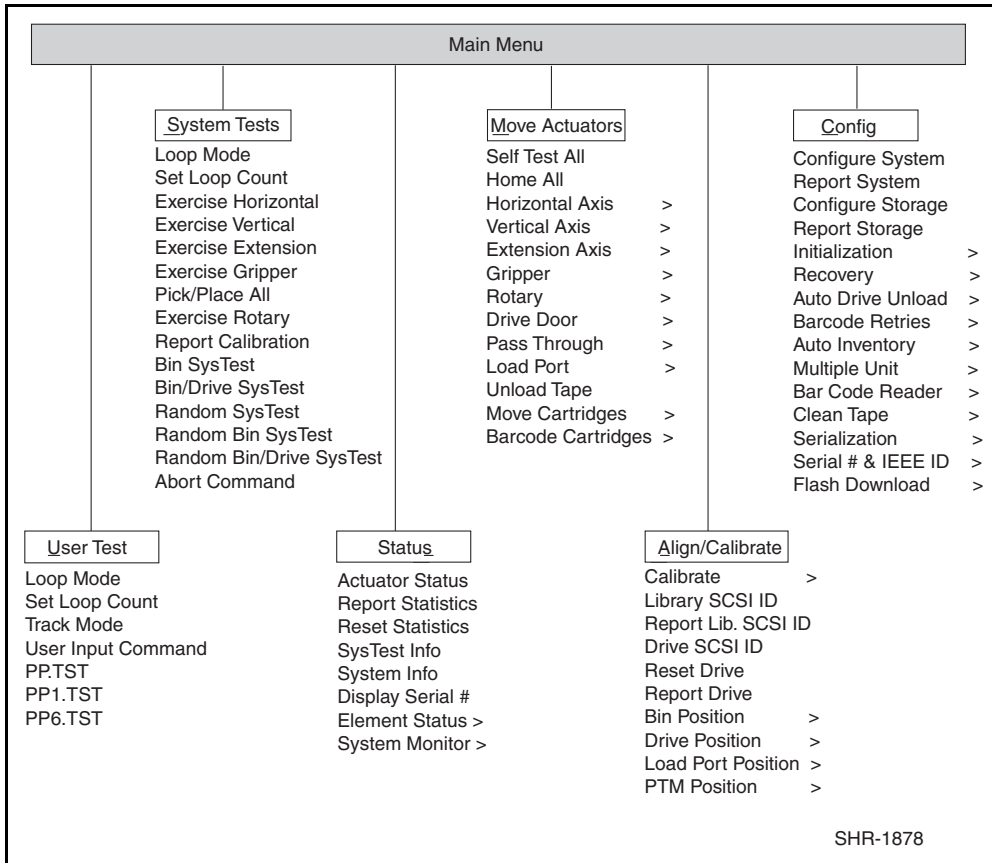 Main Menu
System Tests
Loop Mode
Set Loop Count
Exercise Horizontal
Exercise Vertical
Exercise Extension
Exercise Gripper
Pick/Place All
Exercise Rotary
Report Calibration
Bin SysTest
Bin/Drive SysTest
Random SysTest
Random Bin SysTest
Random Bin/Drive SysTest
Abort Command
Move Actuators
Self Test All
Home All
Horizontal Axis >
Vertical Axis >
Extension Axis >
Gripper >
Rotary >
Drive Door >
Pass Through >
Load Port >
Unload Tape
Move Cartridges >
Barcode Cartridges >
Config
Configure System
Report System
Configure Storage
Report Storage
Initialization >
Recovery >
Auto Drive Unload >
Barcode Retries >
Auto Inventory >
Multiple Unit >
Bar Code Reader >
Clean Tape >
Serialization >
Serial # & IEEE ID >
Flash Download >
User Test
Loop Mode
Set Loop Count
Track Mode
User Input Command
PP.TST
PP1.TST
PP6.TST
Status
Actuator Status
Report Statistics
Reset Statistics
SysTest Info
System Info
Display Serial #
Element Status >
System Monitor >
Align/Calibrate
Calibrate >
Library SCSI ID
Report Lib. SCSI ID
Drive SCSI ID
Reset Drive
Report Drive
Bin Position >
Drive Position >
Load Port Position >
PTM Position >
SHR-1878